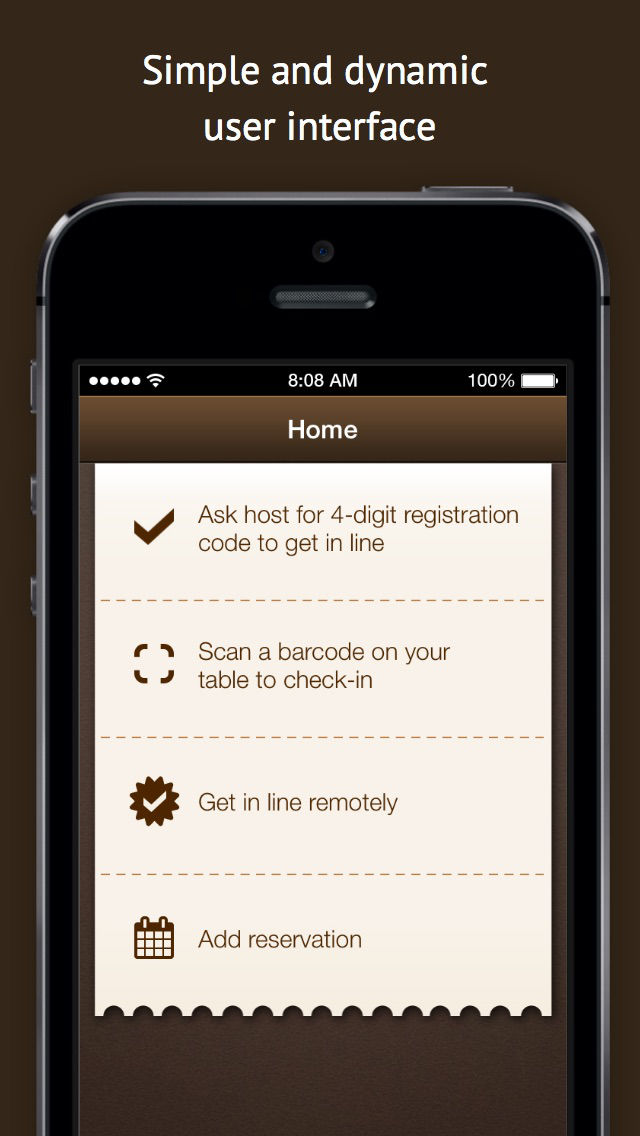 Simple and dynamic
user interface
8:08 AM
100%
Home
Ask host for 4-digit registration
code to get in line
Scan a barcode on your
table to check-in
Get in line remotely
Add reservation